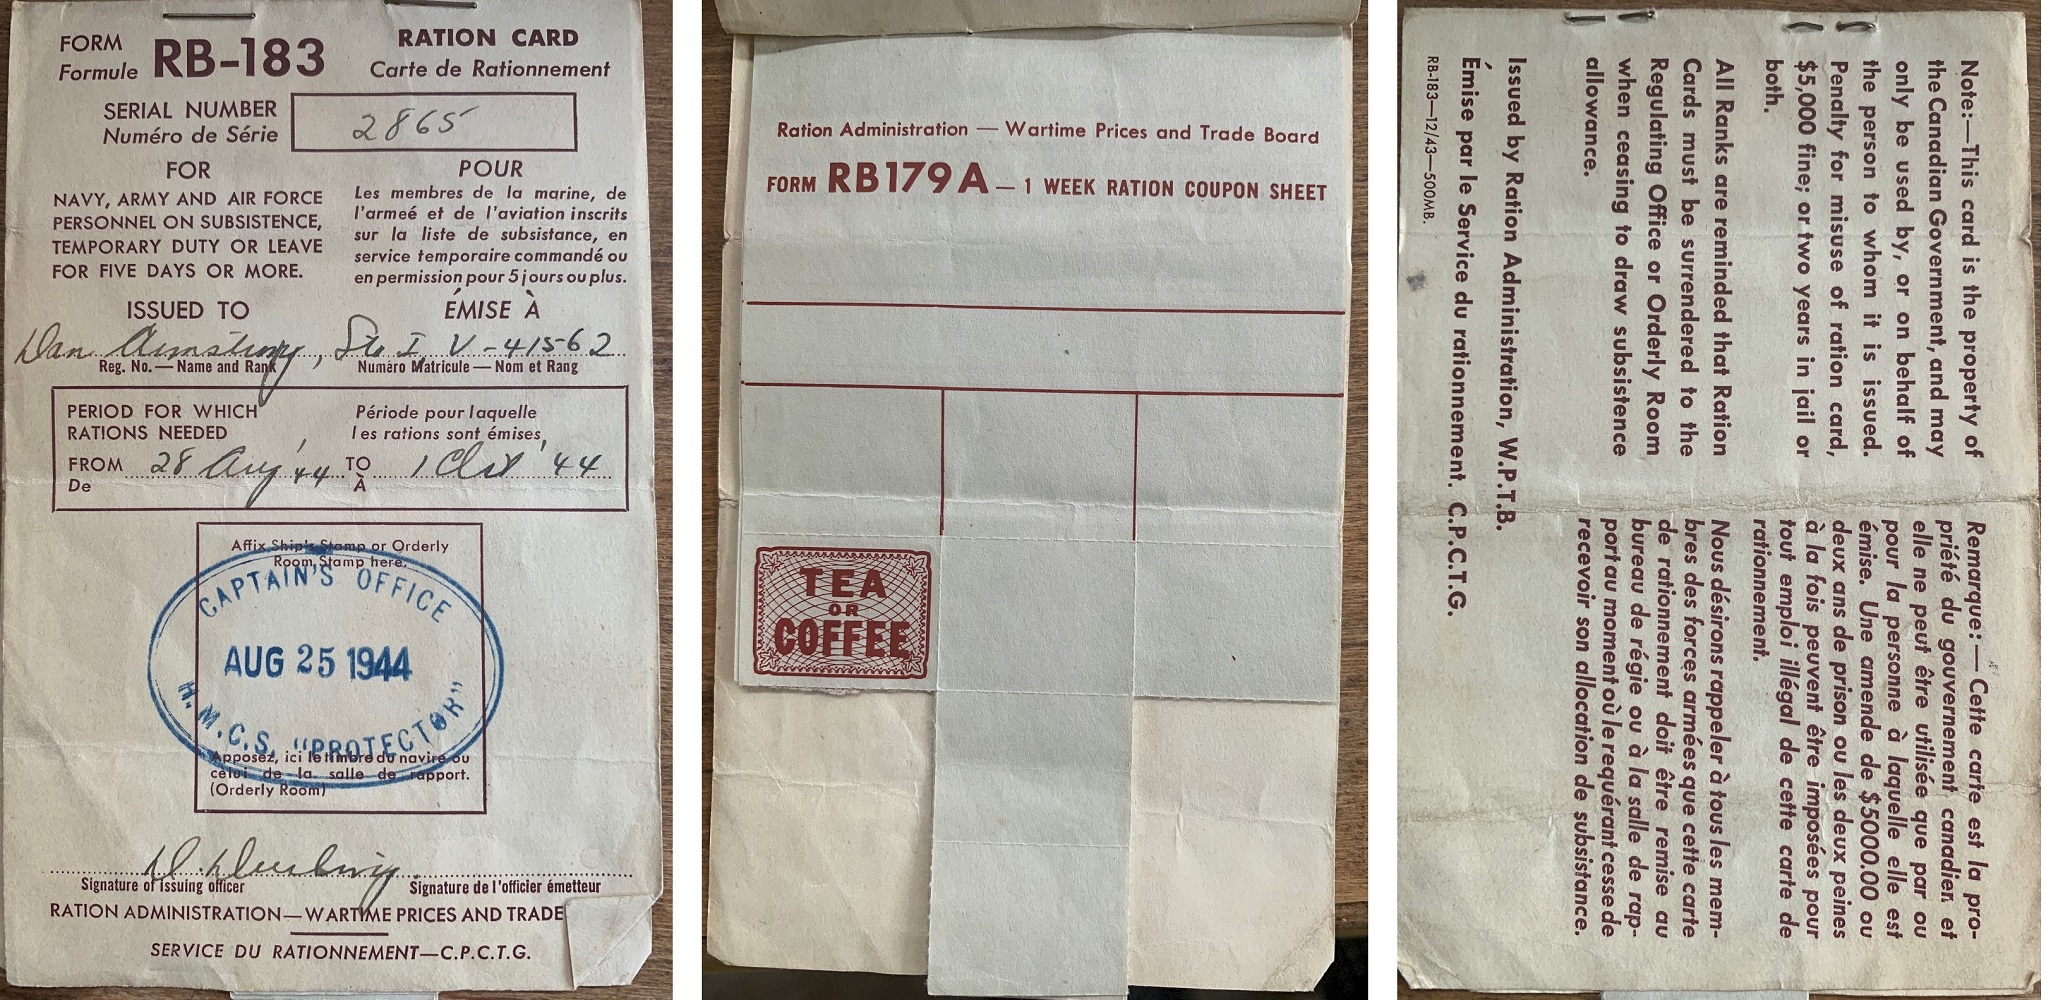 FORM
Formule
RB-183
RATION CARD
Carte de Rationnement
SERIAL NUMBER
Numéro de Série
2865
FOR
NAVY, ARMY AND AIR FORCE
PERSONNEL ON SUBSISTENCE,
TEMPORARY DUTY OR LEAVE
FOR FIVE DAYS OR MORE.
POUR
Les membres de la marine, de
l'armeé et de l'aviation inscrits
sur la liste de subsistance, en
service temporaire commandé ou
en permission pour 5 jours ou plus.
ISSUED TO
ÉMISE À
Dan Armstrong, Sto I, V-41562
Reg. No.—Name and Rank
Numéro Matricule — Nom et Rang
PERIOD FOR WHICH
RATIONS NEEDED
Période pour laquelle
les rations sont émises
FROM 28 Aug '44 TO 1 Oct '44
De À
Affix Ship's Stamp or Orderly
Room Stamp here.
CAPTAIN'S OFFICE
AUG 25 1944
H.M.C.S. "PROTECTOR"
Apposez, ici le timbre du navire ou
celui de la salle de rapport.
(Orderly Room)
Signature of issuing officer
Signature de l'officier émetteur
RATION ADMINISTRATION—WARTIME PRICES AND TRADE
SERVICE DU RATIONNEMENT—C.P.C.T.G.
Ration Administration — Wartime Prices and Trade Board
FORM RB179A — 1 WEEK RATION COUPON SHEET
TEA
OR
COFFEE
Note:—This card is the property of
the Canadian Government, and may
only be used by, or on behalf of
the person to whom it is issued.
Penalty for misuse of ration card,
$5,000 fine; or two years in jail or
both.
All Ranks are reminded that Ration
Cards must be surrendered to the
Regulating Office or Orderly Room
when ceasing to draw subsistence
allowance.
Remarque:—Cette carte est la pro-
priété du gouvernement canadien et
elle ne peut être utilisée que par ou
pour la personne à laquelle elle est
émise. Une amende de $5000.00 ou
deux ans de prison ou les deux peines
à la fois peuvent être imposées pour
tout emploi illégal de cette carte de
rationnement.
Nous désirons rappeler à tous les mem-
bres des forces armées que cette carte
de rationnement doit être remise au
bureau de régie ou à la salle de rap-
port au moment où le requérant cesse de
recevoir son allocation de subsistance.
Issued by Ration Administration, W.P.T.B.
Émise par le Service du rationnement. C.P.C.T.G.
RB-183—12/43—500MB.